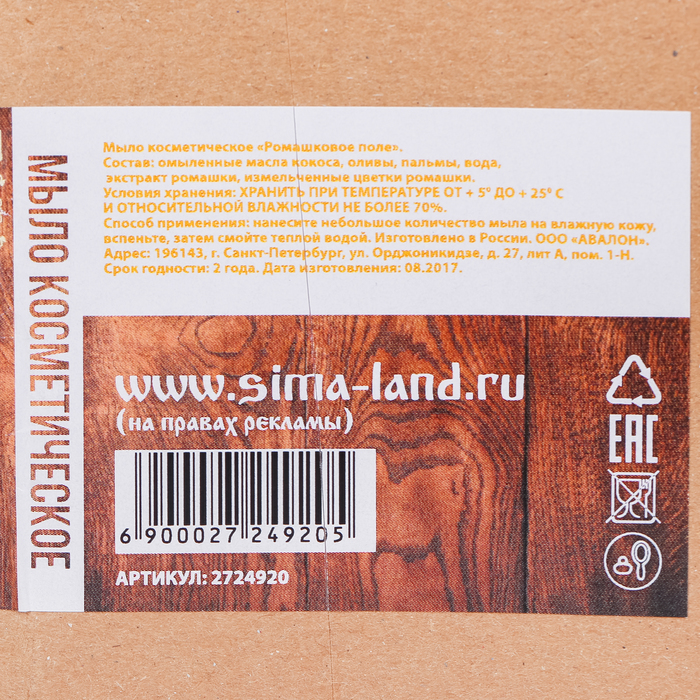 Мыло косметическое «Ромашковое поле».
Состав: омыленные масла кокоса, оливы, пальмы, вода,
экстракт ромашки, измельченные цветки ромашки.
Условия хранения: ХРАНИТЬ ПРИ ТЕМПЕРАТУРЕ ОТ + 5° ДО + 25° С
И ОТНОСИТЕЛЬНОЙ ВЛАЖНОСТИ НЕ БОЛЕЕ 70%.
Способ применения: нанесите небольшое количество мыла на влажную кожу,
вспеньте, затем смойте теплой водой. Изготовлено в России. ООО «АВАЛОН».
Адрес: 196143, г. Санкт-Петербург, ул. Орджоникидзе, д. 27, лит А, пом. 1-Н.
Срок годности: 2 года. Дата изготовления: 08.2017.
МЫЛО КОСМЕТИЧЕСКОЕ
www.sima-land.ru
(на правах рекламы)
6 900027 249205
АРТИКУЛ: 2724920
EAC